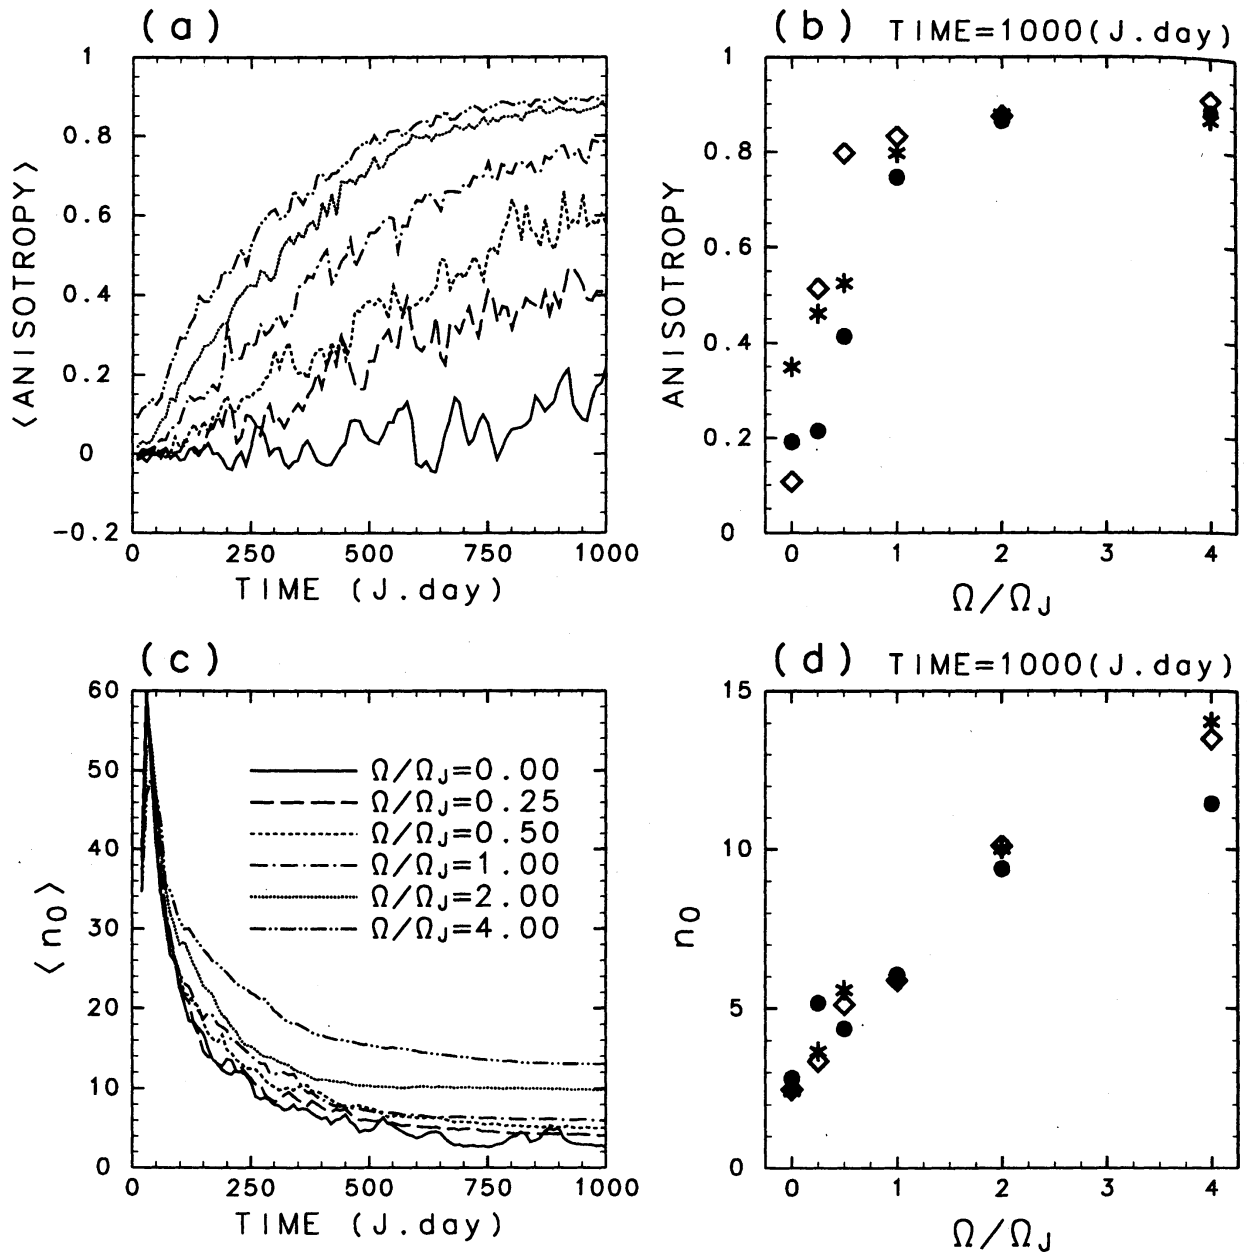 (a)
1
0.8
0.6
0.4
0.2
0
-0.2
⟨ANISOTROPY⟩
0 250 500 750 1000
TIME (J.day)
(b) TIME=1000(J.day)
1
0.8
0.6
0.4
0.2
0
ANISOTROPY
0 1 2 3 4
Ω/ΩJ
(c)
60
50
40
30
20
10
0
⟨n0⟩
Ω/ΩJ=0.00
Ω/ΩJ=0.25
Ω/ΩJ=0.50
Ω/ΩJ=1.00
Ω/ΩJ=2.00
Ω/ΩJ=4.00
0 250 500 750 1000
TIME (J.day)
(d) TIME=1000(J.day)
15
10
5
0
n0
0 1 2 3 4
Ω/ΩJ